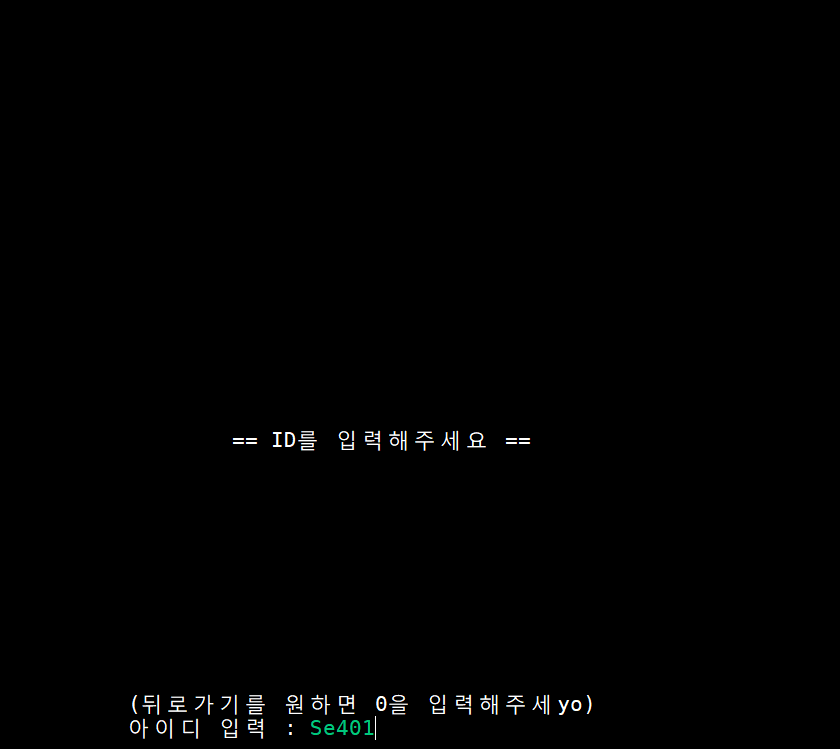 == ID를 입력해주세요 ==
(뒤로가기를 원하면 0을 입력해주세yo)
아이디 입력 : Se401